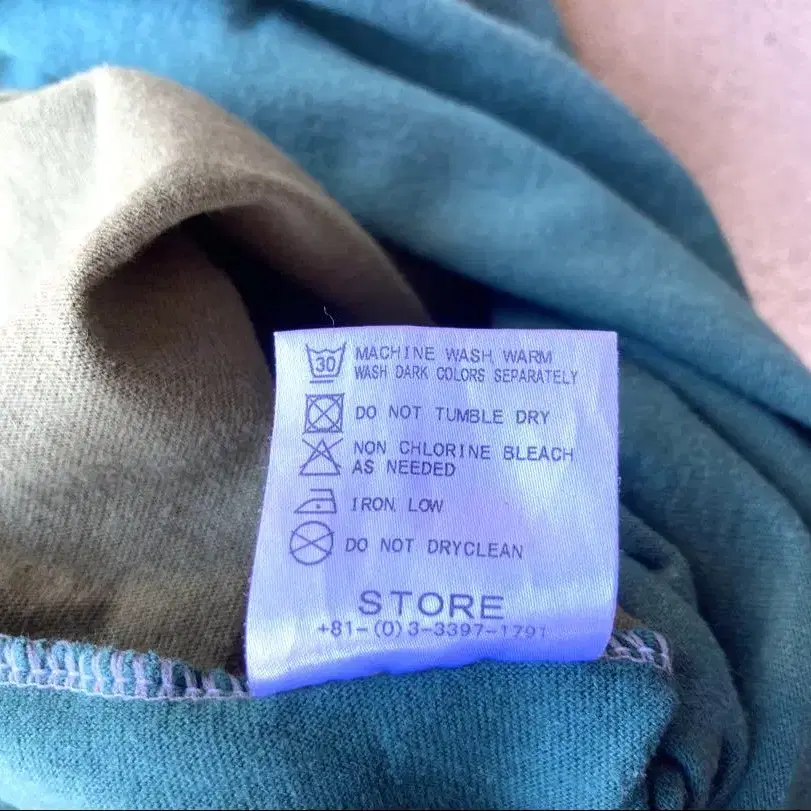 30
MACHINE WASH WARM
WASH DARK COLORS SEPARATELY
DO NOT TUMBLE DRY
NON CHLORINE BLEACH
AS NEEDED
IRON LOW
DO NOT DRYCLEAN
STORE
+81-(0)3-3397-1791